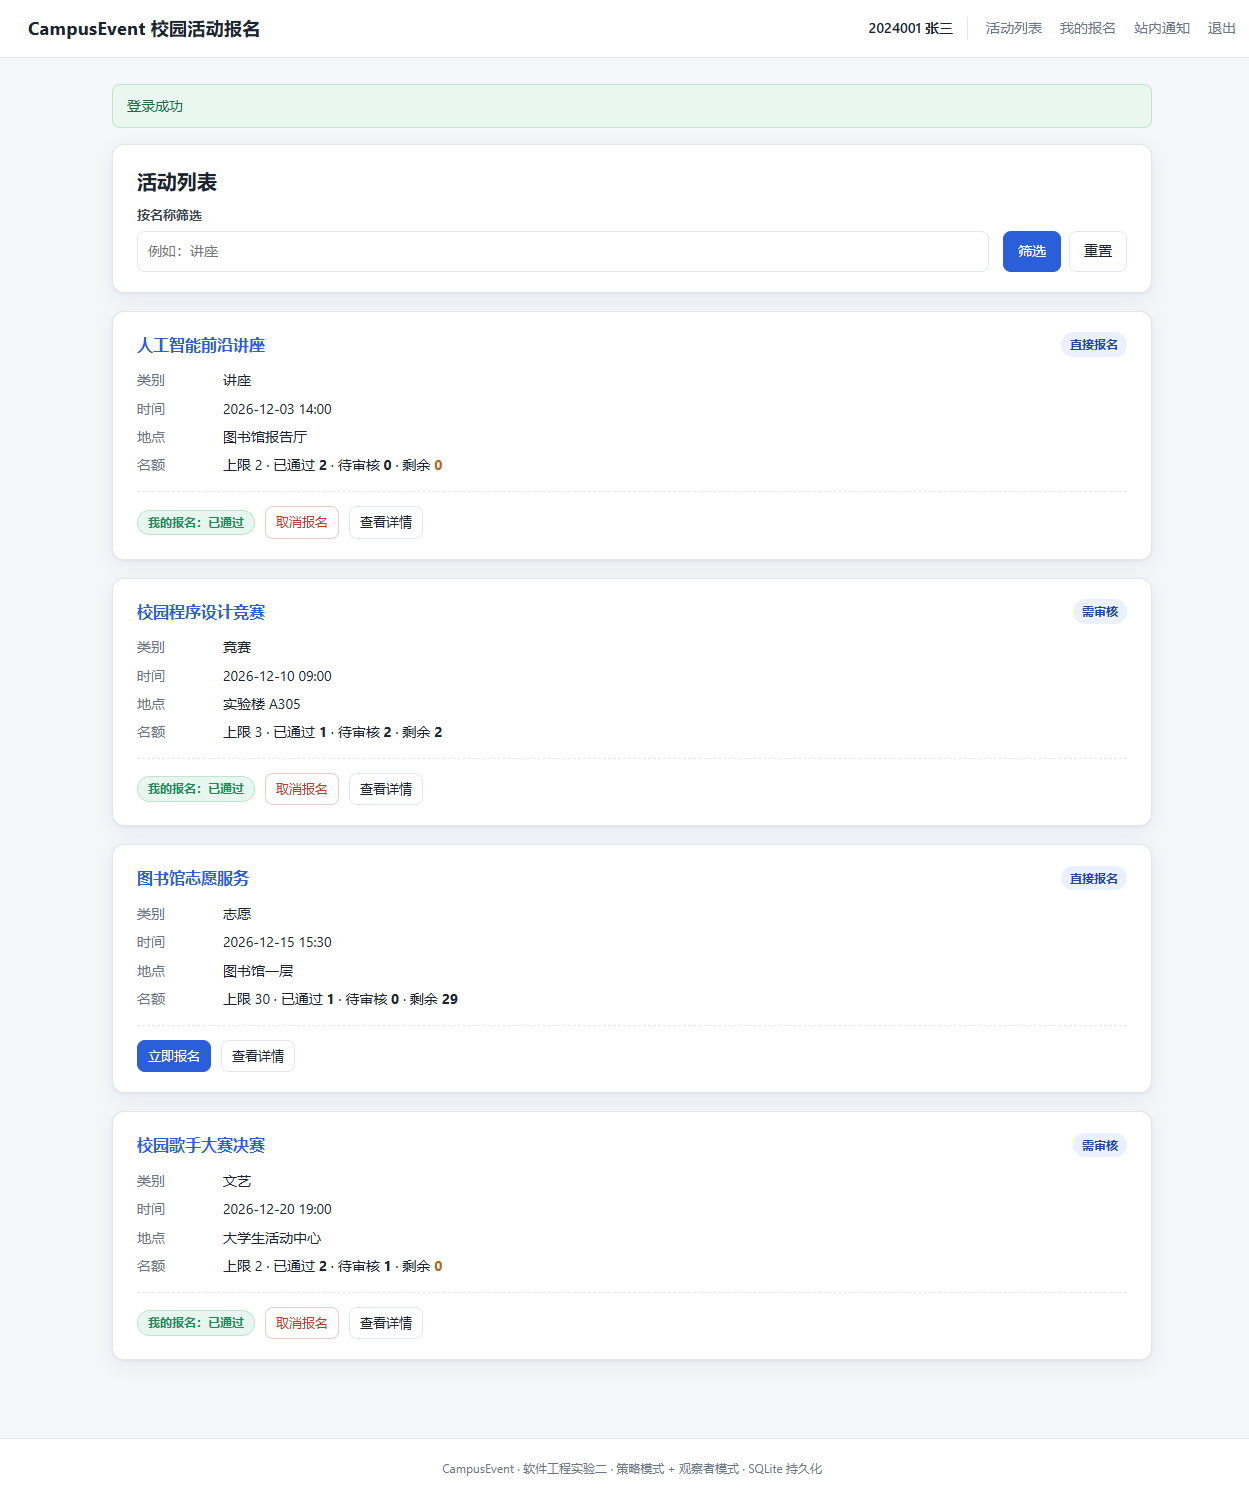 CampusEvent 校园活动报名
2024001 张三 活动列表 我的报名 站内通知 退出
登录成功
活动列表
按名称筛选
例如：讲座 筛选 重置
人工智能前沿讲座 直接报名
类别 讲座
时间 2026-12-03 14:00
地点 图书馆报告厅
名额 上限 2 · 已通过 2 · 待审核 0 · 剩余 0
我的报名：已通过 取消报名 查看详情
校园程序设计竞赛 需审核
类别 竞赛
时间 2026-12-10 09:00
地点 实验楼 A305
名额 上限 3 · 已通过 1 · 待审核 2 · 剩余 2
我的报名：已通过 取消报名 查看详情
图书馆志愿服务 直接报名
类别 志愿
时间 2026-12-15 15:30
地点 图书馆一层
名额 上限 30 · 已通过 1 · 待审核 0 · 剩余 29
立即报名 查看详情
校园歌手大赛决赛 需审核
类别 文艺
时间 2026-12-20 19:00
地点 大学生活动中心
名额 上限 2 · 已通过 2 · 待审核 1 · 剩余 0
我的报名：已通过 取消报名 查看详情
CampusEvent · 软件工程实验二 · 策略模式 + 观察者模式 · SQLite 持久化